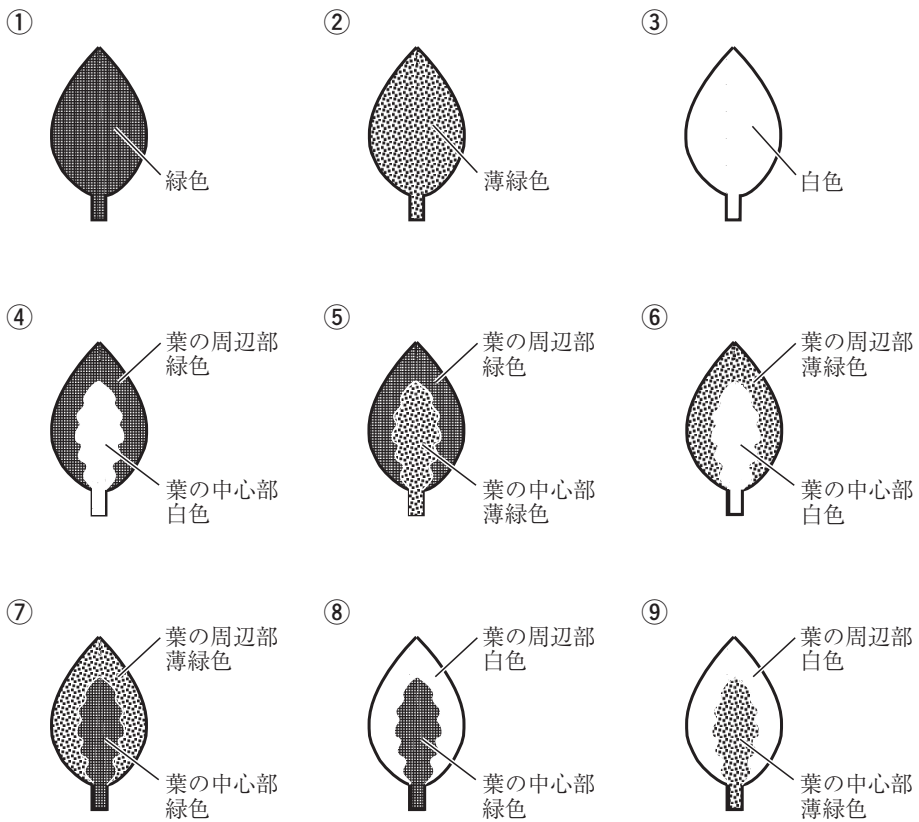 ①
緑色
②
薄緑色
③
白色
④
葉の周辺部
緑色
葉の中心部
白色
⑤
葉の周辺部
緑色
葉の中心部
薄緑色
⑥
葉の周辺部
薄緑色
葉の中心部
白色
⑦
葉の周辺部
薄緑色
葉の中心部
緑色
⑧
葉の周辺部
白色
葉の中心部
緑色
⑨
葉の周辺部
白色
葉の中心部
薄緑色